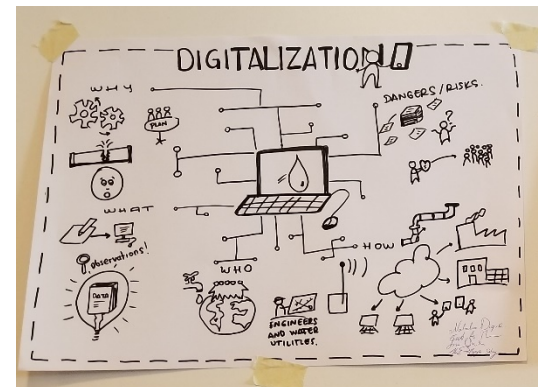 DIGITALIZATION
WHY
PLAN
DANGERS/RISKS.
?
WHAT
observations!
DATA
WHO
HOW
ENGINEERS
AND WATER
UTILITIES.